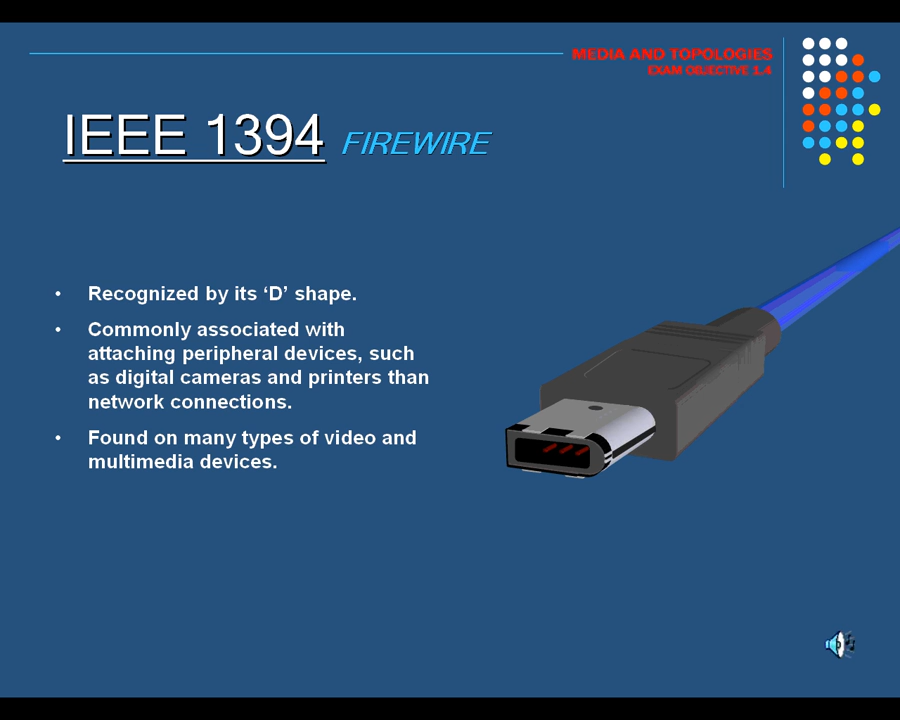 MEDIA AND TOPOLOGIES
EXAM OBJECTIVE 1.4
IEEE 1394 FIREWIRE
• Recognized by its ‘D’ shape.
• Commonly associated with
attaching peripheral devices, such
as digital cameras and printers than
network connections.
• Found on many types of video and
multimedia devices.